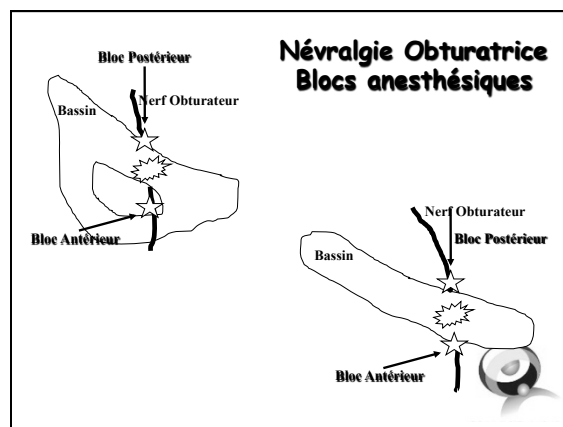 Névralgie Obturatrice
Blocs anesthésiques
Bloc Postérieur
Nerf Obturateur
Bassin
Bloc Antérieur
Nerf Obturateur
Bloc Postérieur
Bassin
Bloc Antérieur